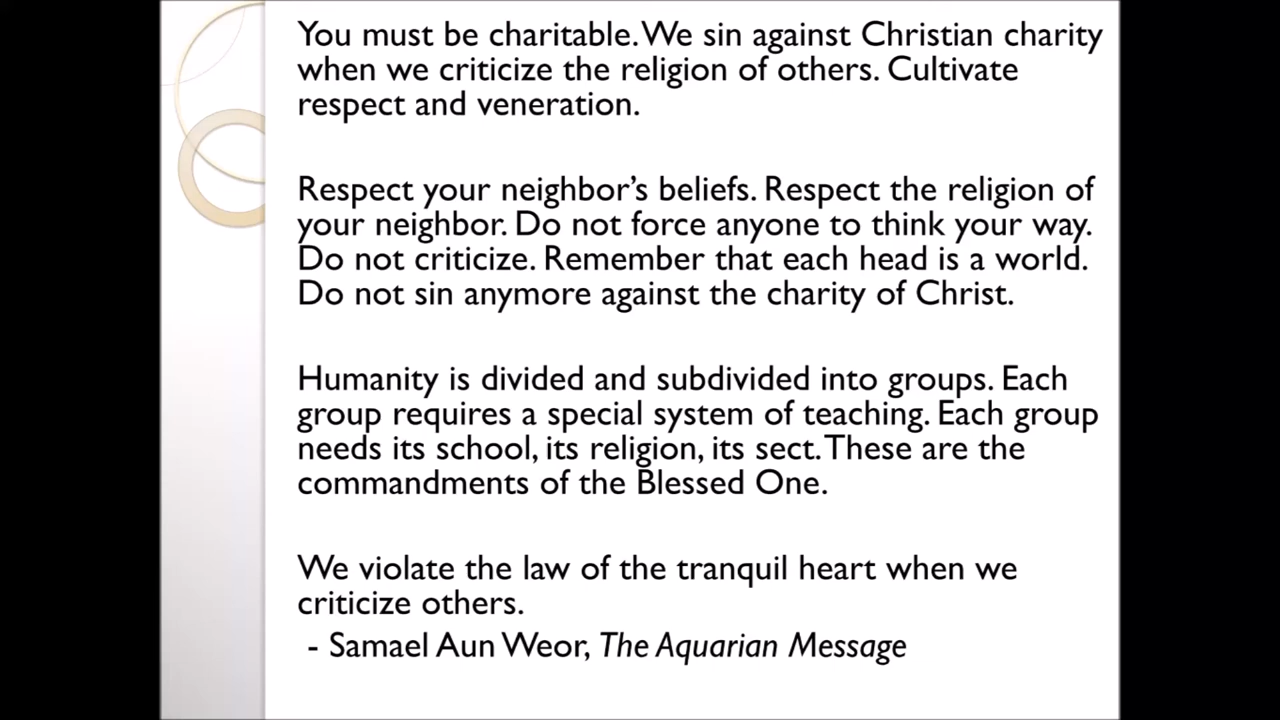 You must be charitable. We sin against Christian charity
when we criticize the religion of others. Cultivate
respect and veneration.
Respect your neighbor’s beliefs. Respect the religion of
your neighbor. Do not force anyone to think your way.
Do not criticize. Remember that each head is a world.
Do not sin anymore against the charity of Christ.
Humanity is divided and subdivided into groups. Each
group requires a special system of teaching. Each group
needs its school, its religion, its sect. These are the
commandments of the Blessed One.
We violate the law of the tranquil heart when we
criticize others.
- Samael Aun Weor, The Aquarian Message